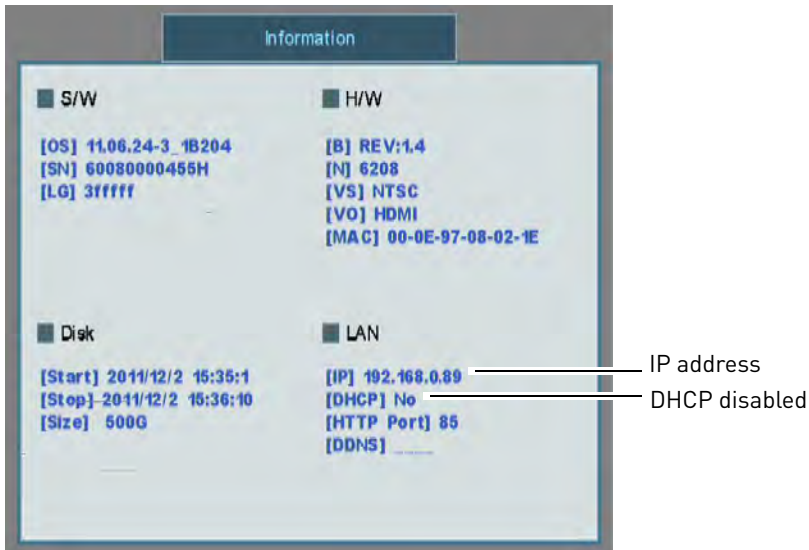 Information
S/W
[OS] 11.06.24-3_1B204
[SN] 60080000455H
[LG] 3fffff
H/W
[B] REV:1.4
[N] 6208
[VS] NTSC
[VO] HDMI
[MAC] 00-0E-97-08-02-1E
Disk
[Start] 2011/12/2 15:35:1
[Stop] 2011/12/2 15:36:10
[Size] 500G
LAN
[IP] 192.168.0.89
[DHCP] No
[HTTP Port] 85
[DDNS] ____
IP address
DHCP disabled